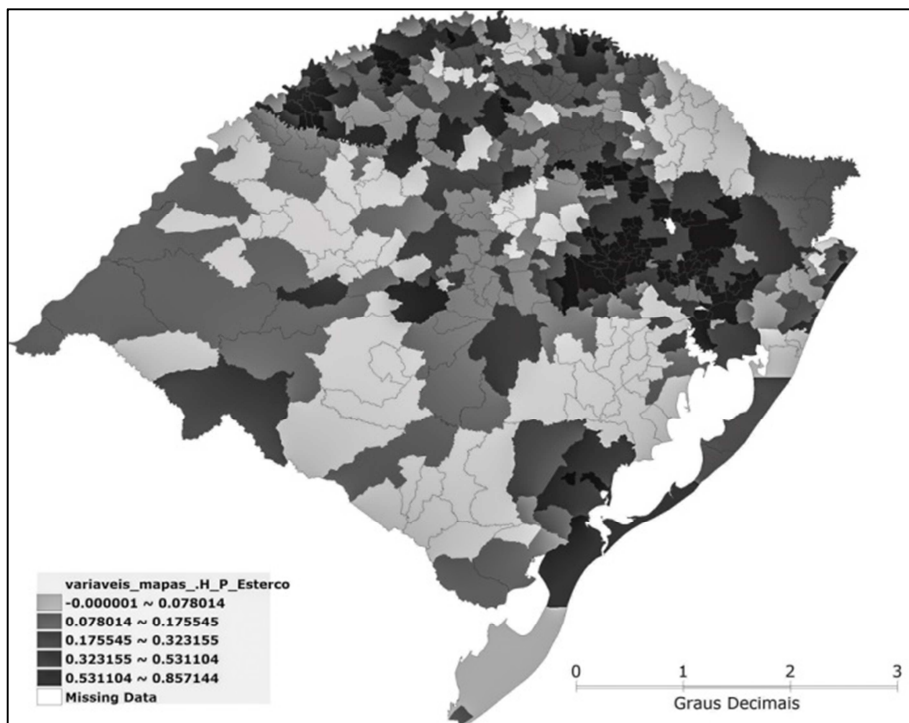 variaveis_mapas_.H_P_Esterco
-0.000001 ~ 0.078014
0.078014 ~ 0.175545
0.175545 ~ 0.323155
0.323155 ~ 0.531104
0.531104 ~ 0.857144
Missing Data
0 1 2 3
Graus Decimais